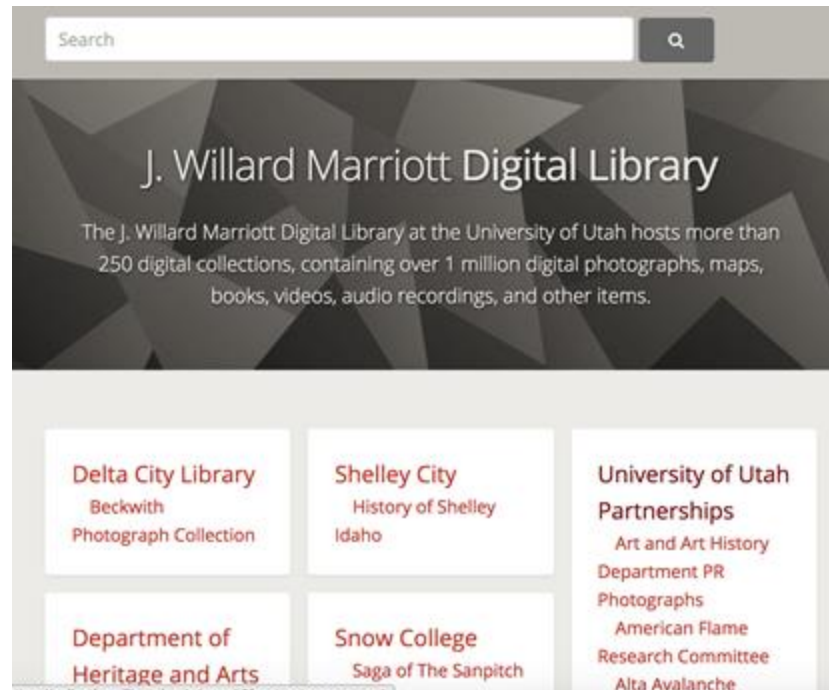 Search
J. Willard Marriott Digital Library
The J. Willard Marriott Digital Library at the University of Utah hosts more than
250 digital collections, containing over 1 million digital photographs, maps,
books, videos, audio recordings, and other items.
Delta City Library
Beckwith
Photograph Collection
Shelley City
History of Shelley
Idaho
University of Utah
Partnerships
Art and Art History
Department PR
Photographs
American Flame
Research Committee
Alta Avalanche
Department of
Heritage and Arts
Snow College
Saga of The Sanpitch